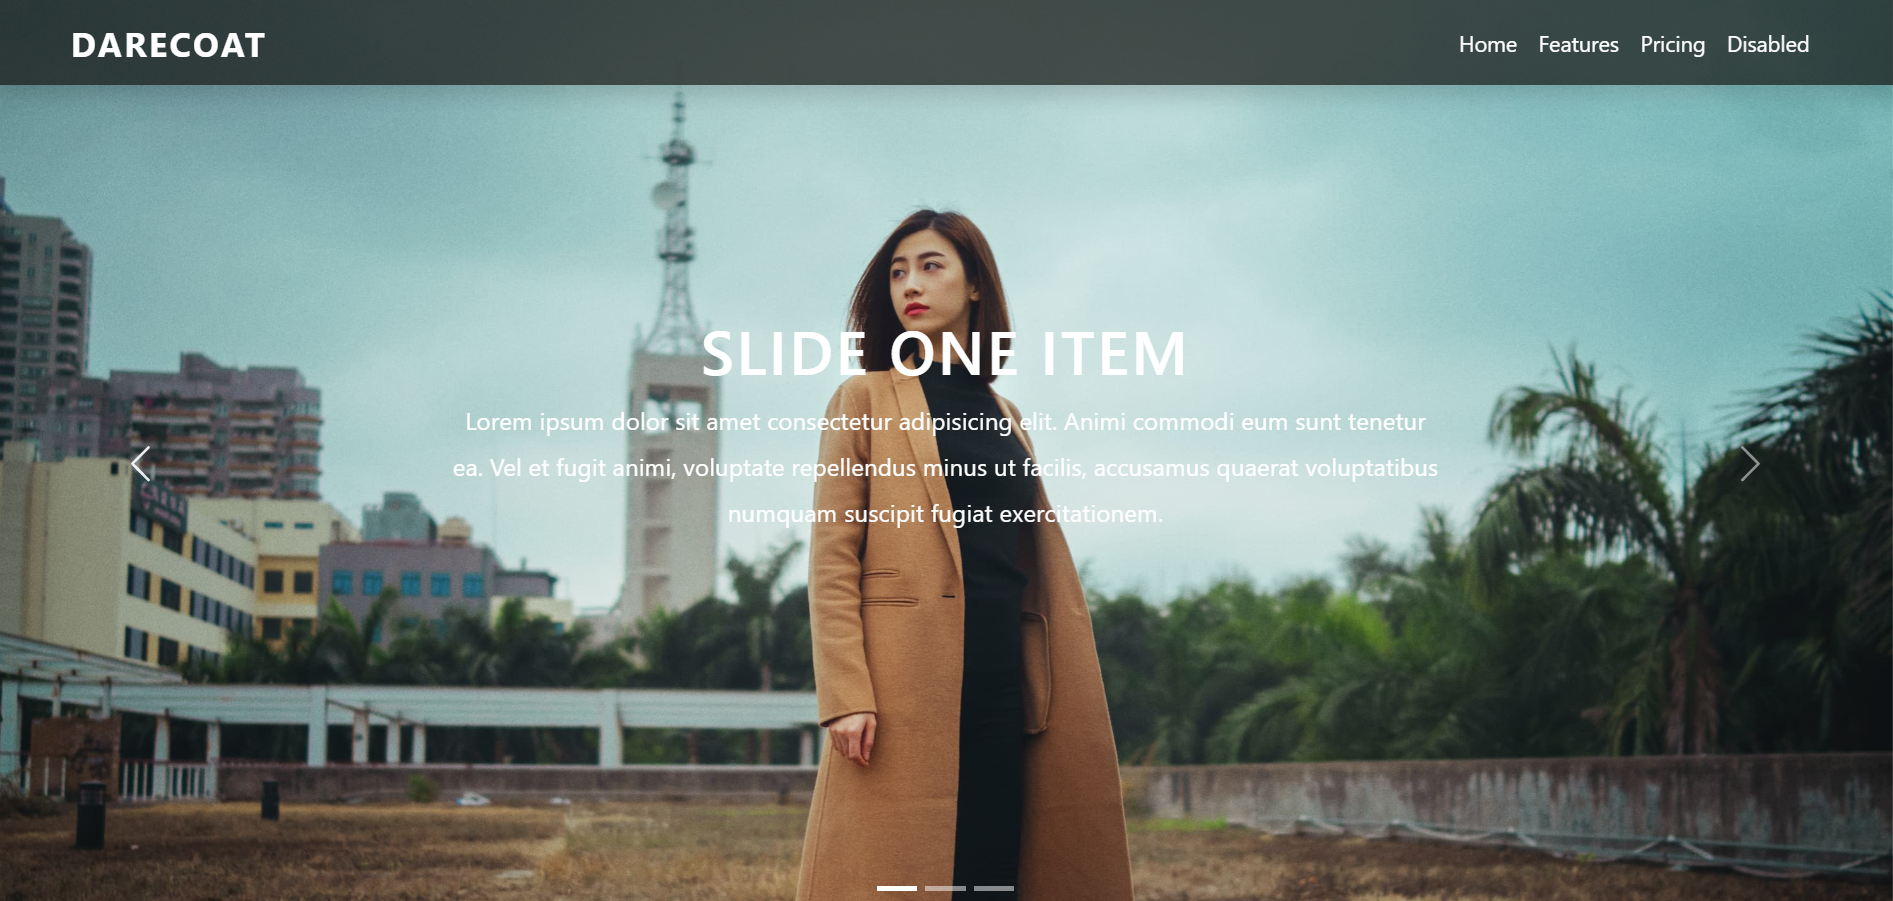 DARECOAT
Home Features Pricing Disabled
SLIDE ONE ITEM
Lorem ipsum dolor sit amet consectetur adipisicing elit. Animi commodi eum sunt tenetur
ea. Vel et fugit animi, voluptate repellendus minus ut facilis, accusamus quaerat voluptatibus
numquam suscipit fugiat exercitationem.